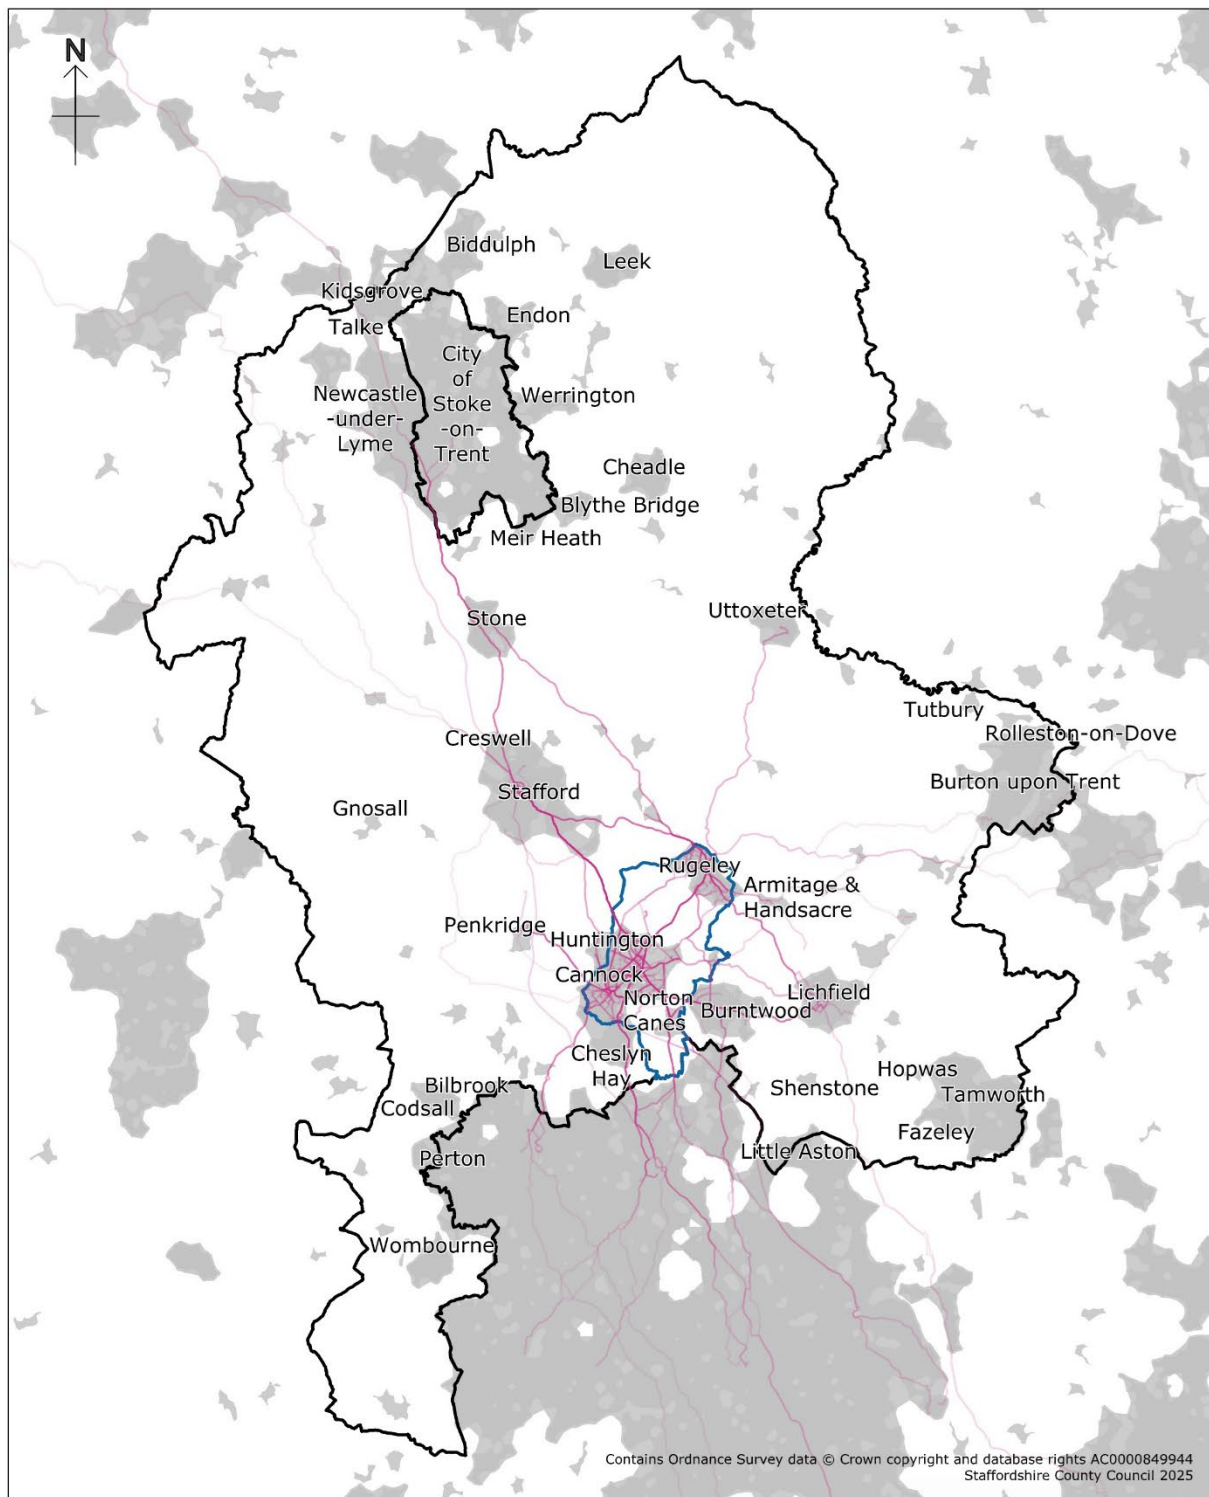 N
Biddulph
Leek
Kidsgrove
Endon
Talke
City
of
Stoke
-on-
Trent
Newcastle
-under-
Lyme
Werrington
Cheadle
Blythe Bridge
Meir Heath
Stone
Uttoxeter
Tutbury
Rolleston-on-Dove
Creswell
Burton upon Trent
Stafford
Gnosall
Rugeley
Armitage &
Handsacre
Penkridge
Huntington
Cannock
Norton
Canes
Lichfield
Burntwood
Cheslyn
Hay
Hopwas
Bilbrook
Shenstone
Tamworth
Codsall
Fazeley
Perton
Little Aston
Wombourne
Contains Ordnance Survey data © Crown copyright and database rights AC0000849944
Staffordshire County Council 2025